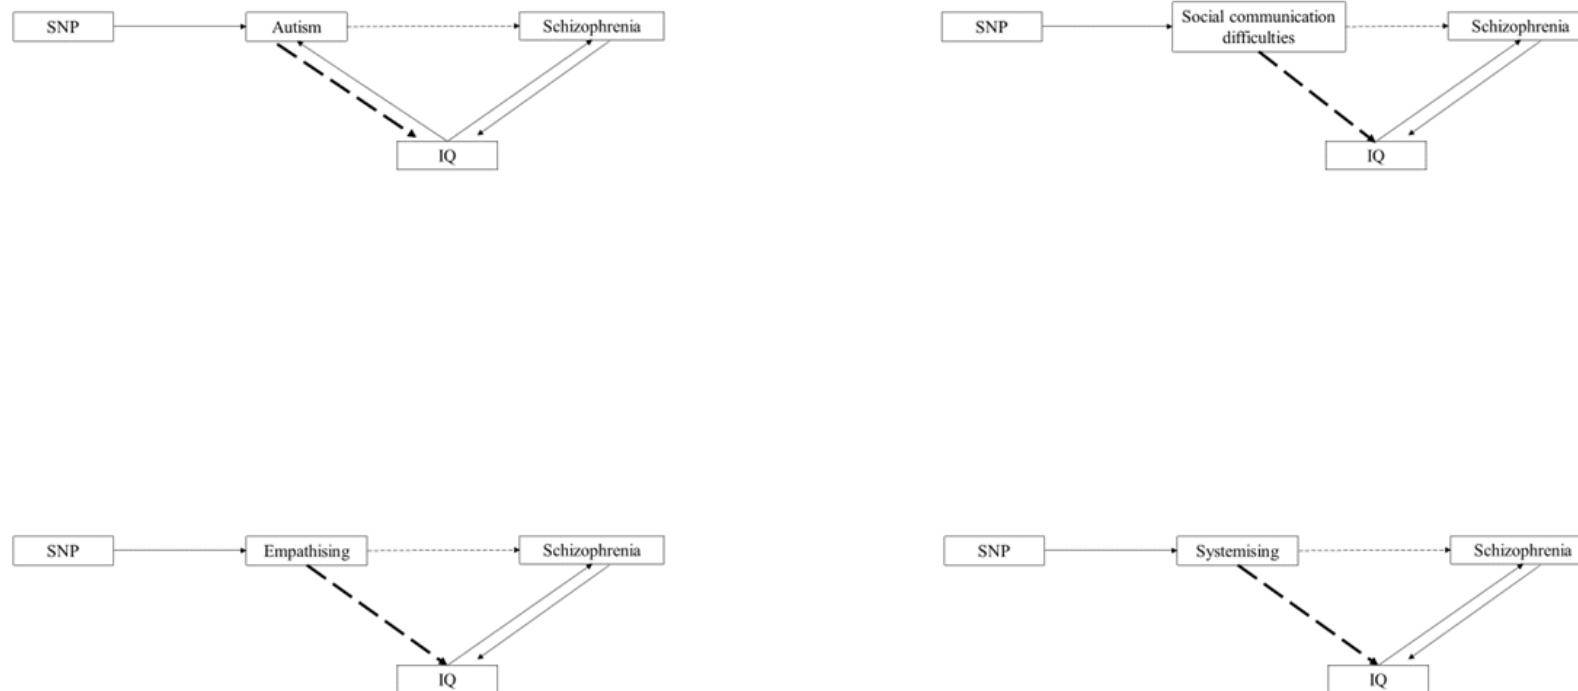 SNP
Autism
Schizophrenia
IQ
SNP
Social communication
difficulties
Schizophrenia
IQ
SNP
Empathising
Schizophrenia
IQ
SNP
Systemising
Schizophrenia
IQ